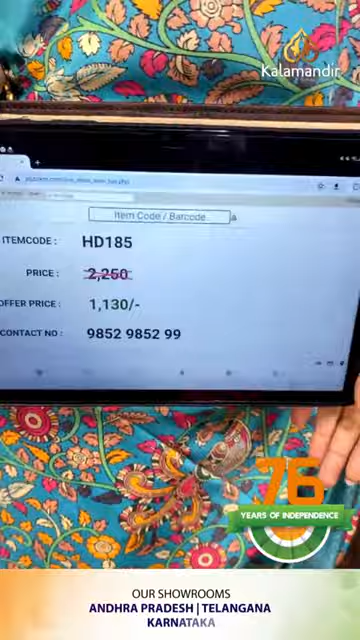 Kalamandir
Item Code / Barcode
ITEMCODE : HD185
PRICE : 2,250
OFFER PRICE : 1,130/-
CONTACT NO : 9852 9852 99
76
YEARS OF INDEPENDENCE
OUR SHOWROOMS
ANDHRA PRADESH | TELANGANA
KARNATAKA